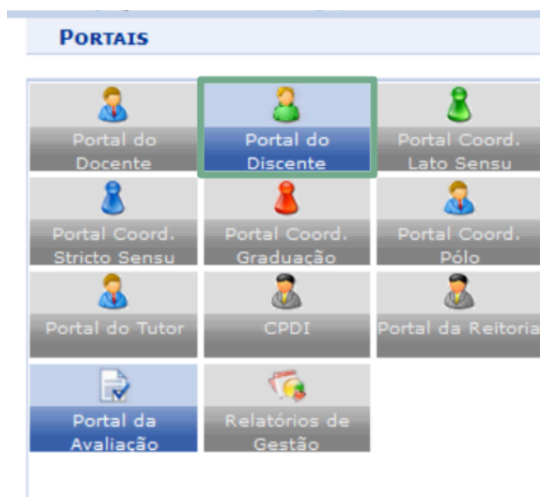 PORTAIS
Portal do
Docente
Portal do
Discente
Portal Coord.
Lato Sensu
Portal Coord.
Stricto Sensu
Portal Coord.
Graduação
Portal Coord.
Pólo
Portal do Tutor
CPDI
Portal da Reitoria
Portal da
Avaliação
Relatórios de
Gestão